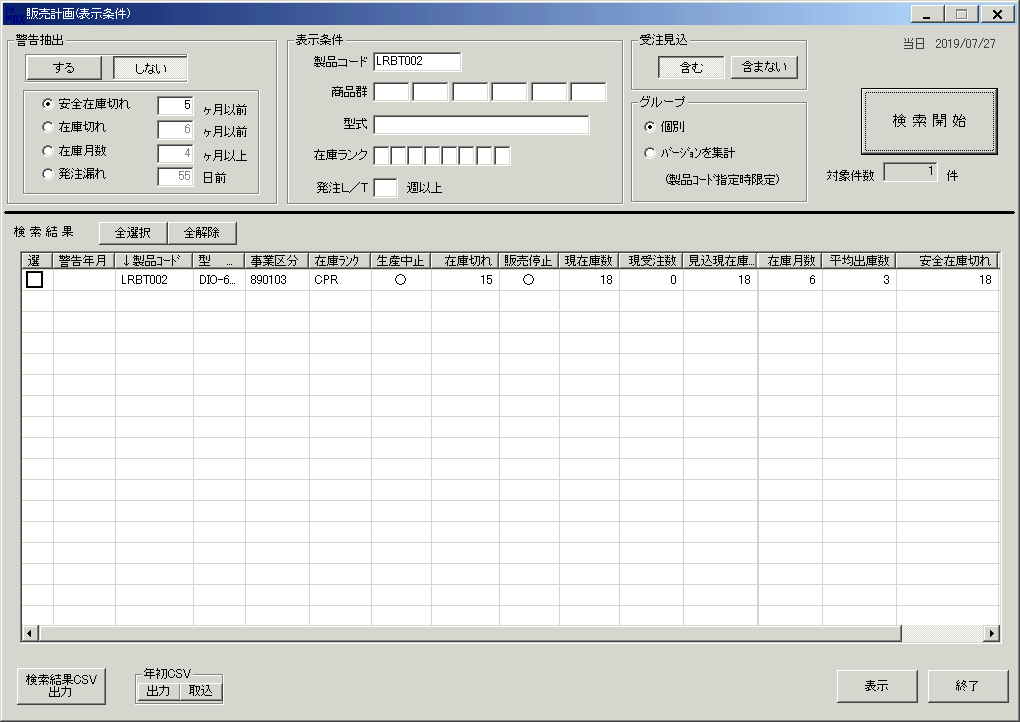 販売計画(表示条件)
当日 2019/07/27
警告抽出
する しない
安全在庫切れ 5 ヶ月以前
在庫切れ 6 ヶ月以前
在庫月数 4 ヶ月以上
発注漏れ 55 日前
表示条件
製品コード LRBT002
商品群
型式
在庫ランク
発注L／T 週以上
受注見込
含む 含まない
グループ
個別
バージョンを集計
(製品コード指定時限定)
検 索 開 始
対象件数 1 件
検 索 結 果 全選択 全解除
選 警告年月 ↓製品コード 型 ... 事業区分 在庫ランク 生産中止 在庫切れ 販売停止 現在庫数 現受注数 見込現在庫... 在庫月数 平均出庫数 安全在庫切れ
LRBT002 DIO-6... 890103 CPR ○ 15 ○ 18 0 18 6 3 18
検索結果CSV
出力
年初CSV
出力 取込
表示 終了